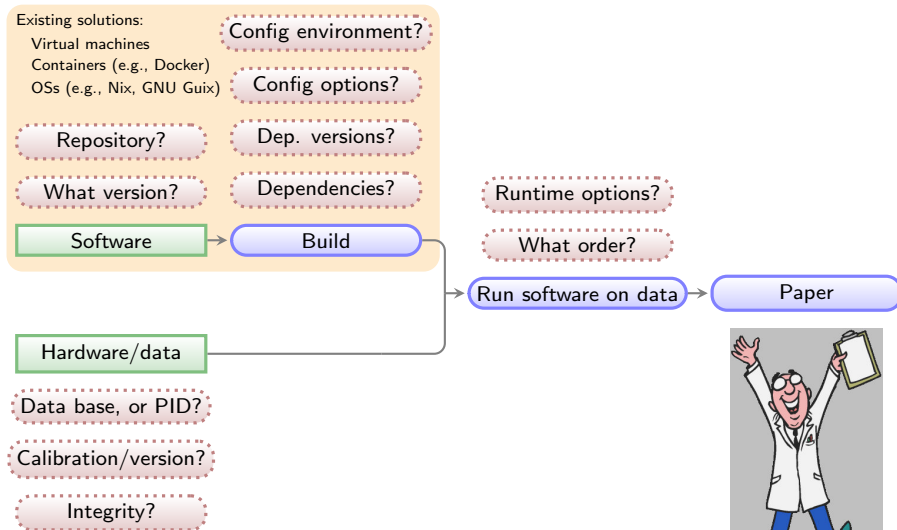 Existing solutions:
Virtual machines
Containers (e.g., Docker)
OSs (e.g., Nix, GNU Guix)
Config environment?
Config options?
Repository?
Dep. versions?
What version?
Dependencies?
Software
Build
Runtime options?
What order?
Run software on data
Paper
Hardware/data
Data base, or PID?
Calibration/version?
Integrity?